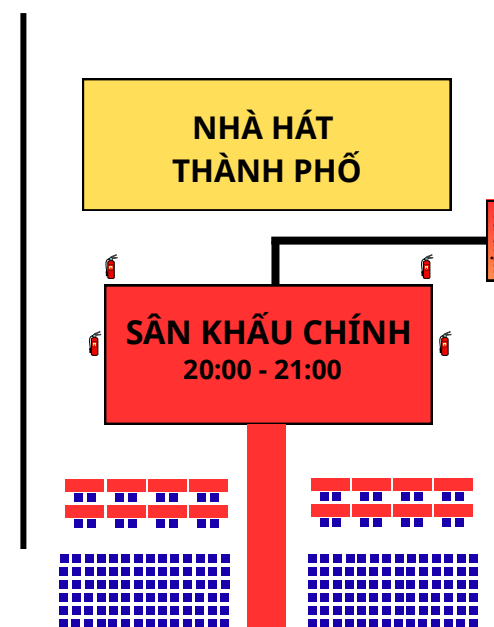 NHÀ HÁT
THÀNH PHỐ
SÂN KHẤU CHÍNH
20:00 - 21:00